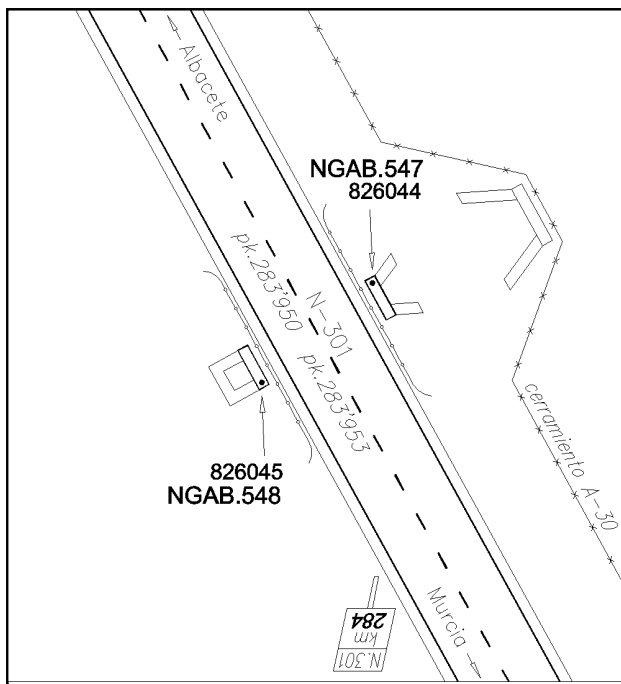 Albacete
NGAB.547
826044
pk.283'950
N-301
pk.283'953
cerramiento A-30
826045
NGAB.548
Murcia
N.301
km
284